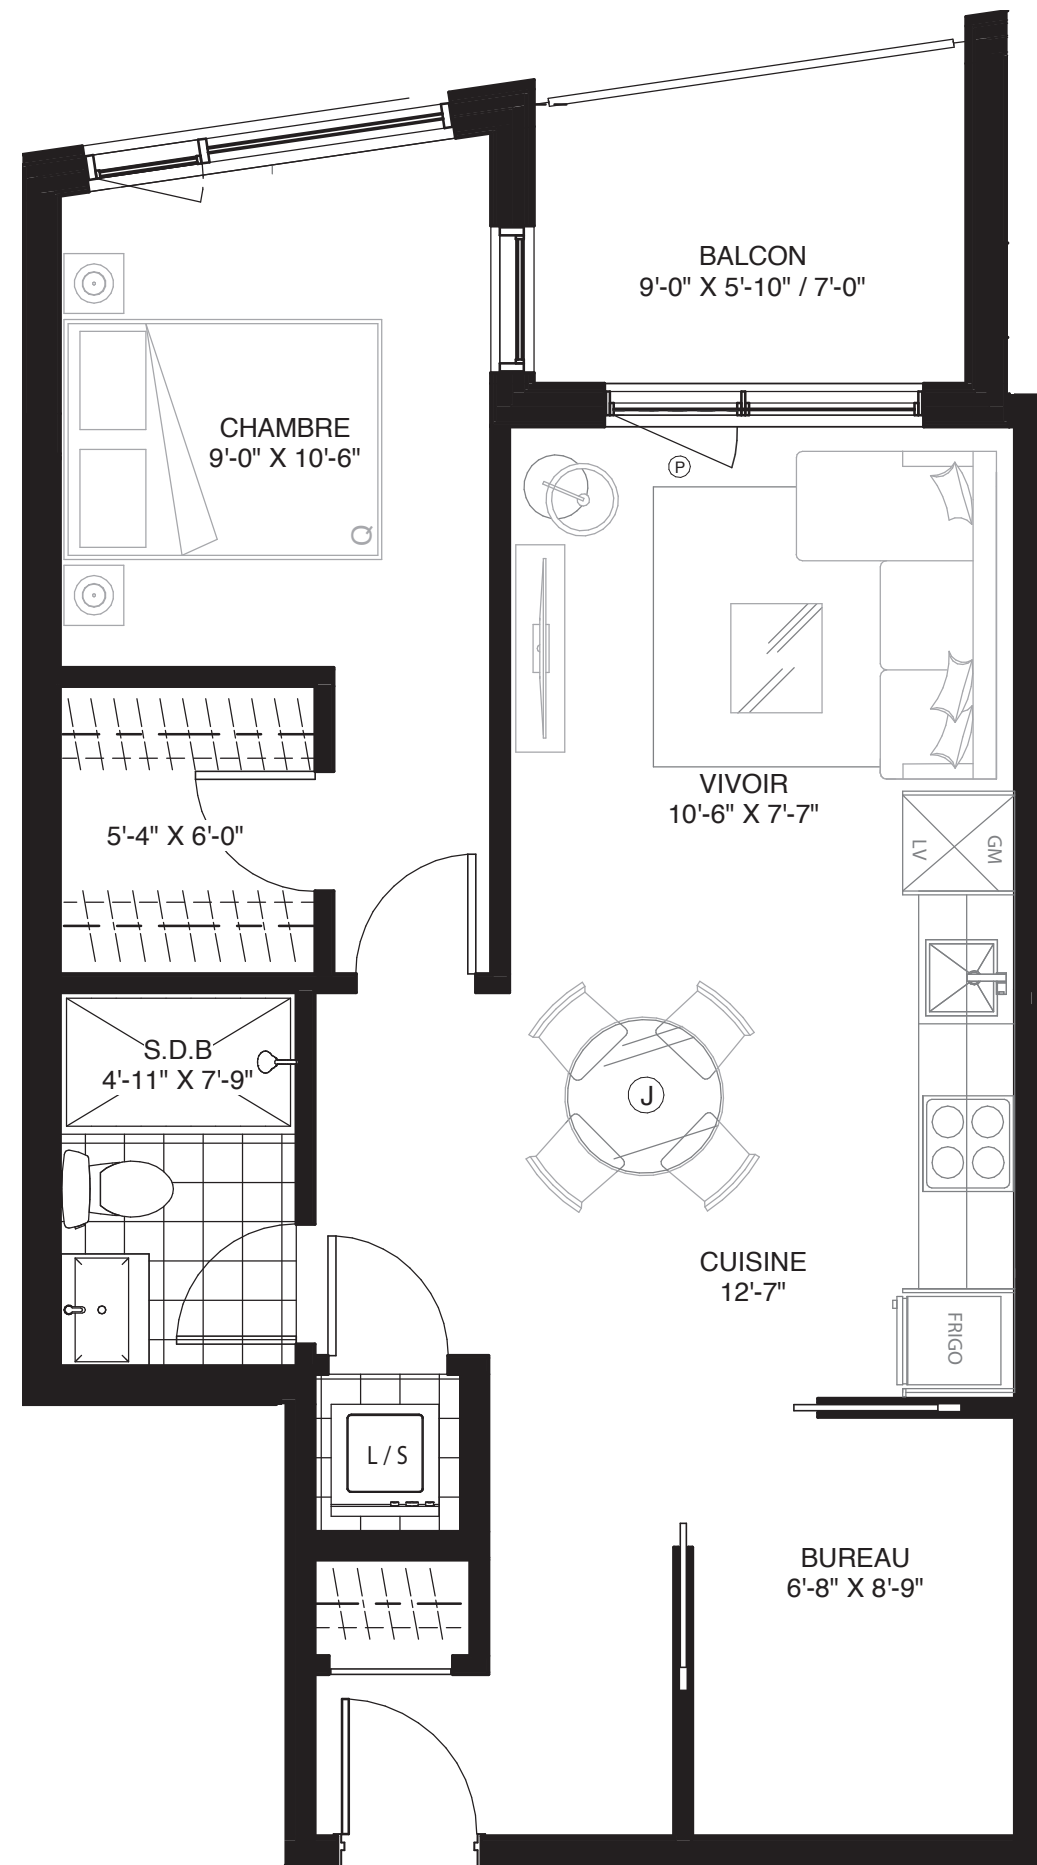 BALCON
9'-0" X 5'-10" / 7'-0"
CHAMBRE
9'-0" X 10'-6"
P
Q
VIVOIR
10'-6" X 7'-7"
5'-4" X 6'-0"
LV
GM
S.D.B
4'-11" X 7'-9"
J
CUISINE
12'-7"
FRIGO
L / S
BUREAU
6'-8" X 8'-9"